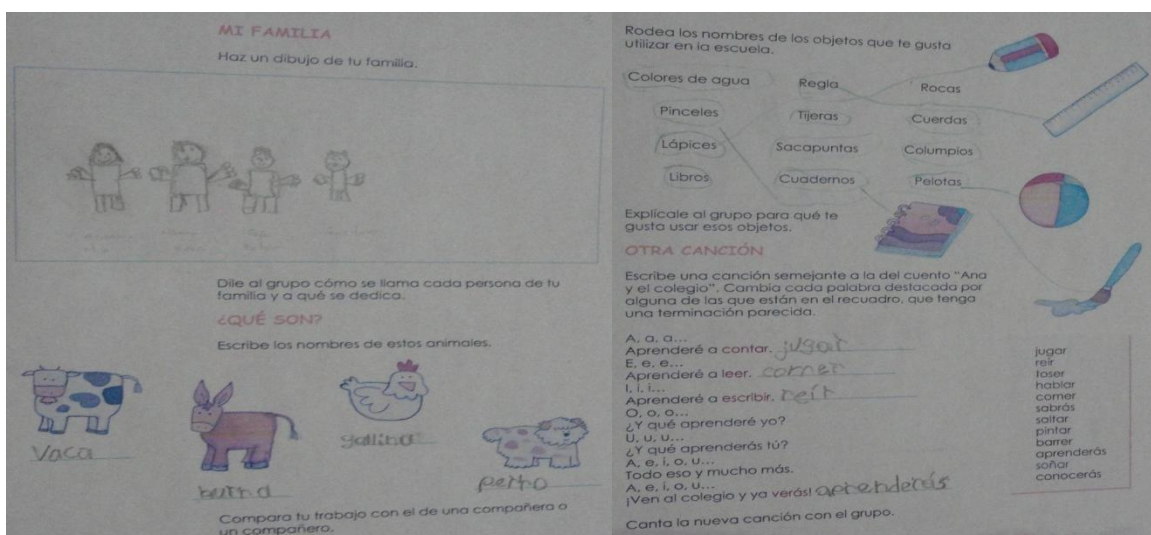 MI FAMILIA
Haz un dibujo de tu familia.
Dile al grupo cómo se llama cada persona de tu
familia y a qué se dedica.
¿QUÉ SON?
Escribe los nombres de estos animales.
Vaca
gallina
perro
Compara tu trabajo con el de una compañera o
un compañero.
Rodea los nombres de los objetos que te gusta
utilizar en la escuela.
Colores de agua Regla Rocas
Pinceles Tijeras Cuerdas
Lápices Sacapuntas Columpios
Libros Cuadernos Pelotas
Explícale al grupo para qué te
gusta usar esos objetos.
OTRA CANCIÓN
Escribe una canción semejante a la del cuento "Ana
y el colegio". Cambia cada palabra destacada por
alguna de las que están en el recuadro, que tenga
una terminación parecida.
A, a, a...
Aprenderé a contar. jugar
E, e, e...
Aprenderé a leer. comer
I, i, i...
Aprenderé a escribir. reír
O, o, o...
¿Y qué aprenderé yo?
U, u, u...
¿Y qué aprenderás tú?
A, e, i, o, u...
Todo eso y mucho más.
A, e, i, o, u...
¡Ven al colegio y ya verás! aprenderás
Canta la nueva canción con el grupo.
jugar
reír
toser
hablar
comer
sabrás
saltar
pintar
barrer
aprenderás
soñar
conocerás